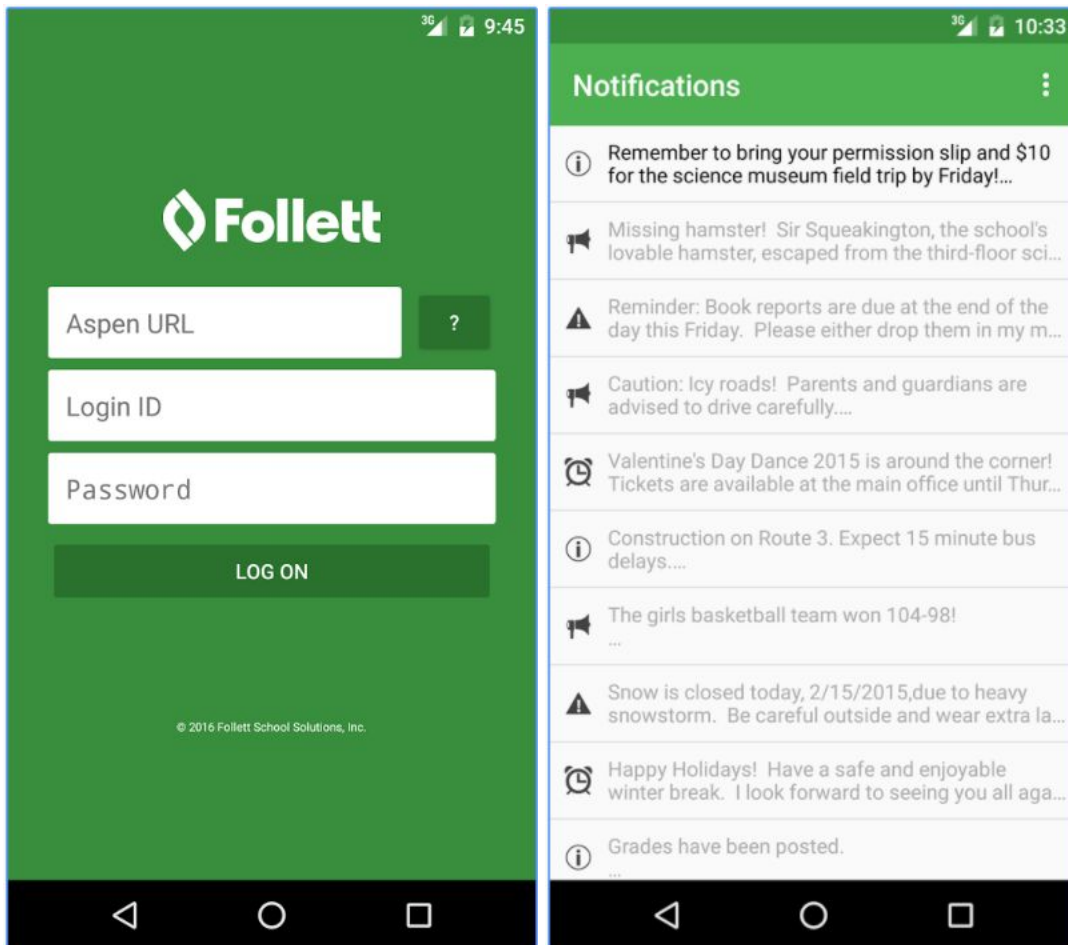 3G 9:45
Follett
Aspen URL
?
Login ID
Password
LOG ON
© 2016 Follett School Solutions, Inc.
3G 10:33
Notifications
Remember to bring your permission slip and $10
for the science museum field trip by Friday!...
Missing hamster!  Sir Squeakington, the school's
lovable hamster, escaped from the third-floor sci...
Reminder: Book reports are due at the end of the
day this Friday.  Please either drop them in my m...
Caution: Icy roads!  Parents and guardians are
advised to drive carefully....
Valentine's Day Dance 2015 is around the corner!
Tickets are available at the main office until Thur...
Construction on Route 3. Expect 15 minute bus
delays....
The girls basketball team won 104-98!
...
Snow is closed today, 2/15/2015,due to heavy
snowstorm.  Be careful outside and wear extra la...
Happy Holidays!  Have a safe and enjoyable
winter break.  I look forward to seeing you all aga...
Grades have been posted.
...